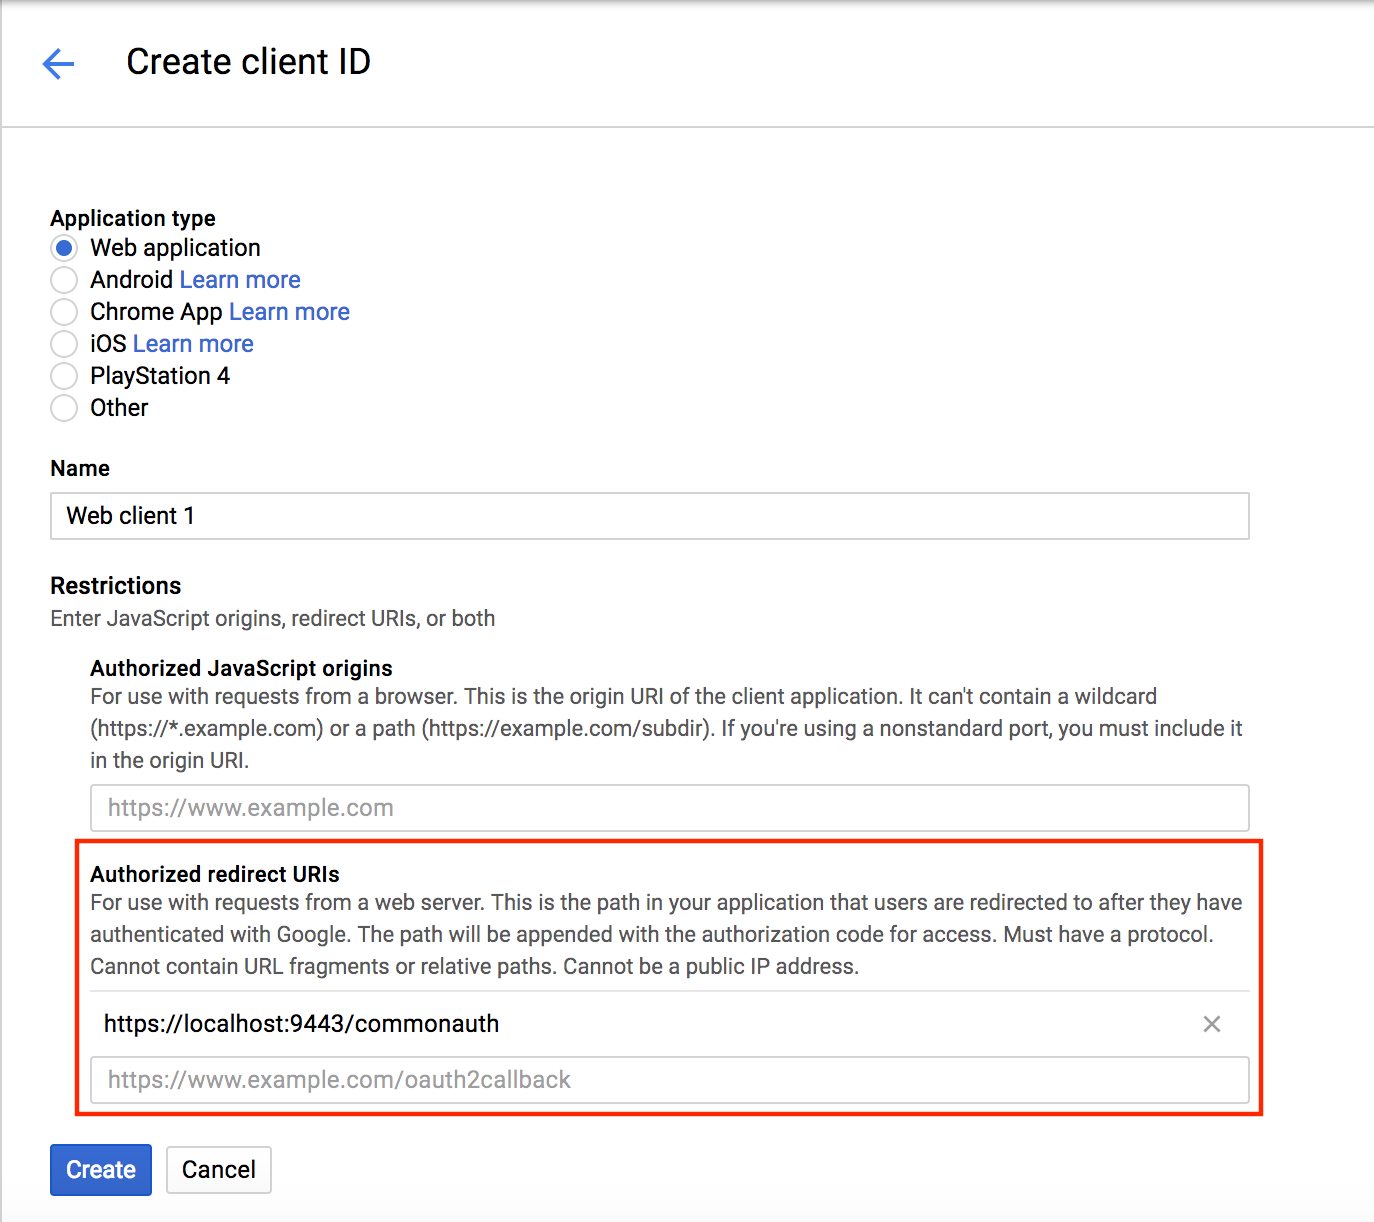 Create client ID
Application type
Web application
Android Learn more
Chrome App Learn more
iOS Learn more
PlayStation 4
Other
Name
Web client 1
Restrictions
Enter JavaScript origins, redirect URIs, or both
Authorized JavaScript origins
For use with requests from a browser. This is the origin URI of the client application. It can't contain a wildcard
(https://*.example.com) or a path (https://example.com/subdir). If you're using a nonstandard port, you must include it
in the origin URI.
https://www.example.com
Authorized redirect URIs
For use with requests from a web server. This is the path in your application that users are redirected to after they have
authenticated with Google. The path will be appended with the authorization code for access. Must have a protocol.
Cannot contain URL fragments or relative paths. Cannot be a public IP address.
https://localhost:9443/commonauth
https://www.example.com/oauth2callback
Create Cancel